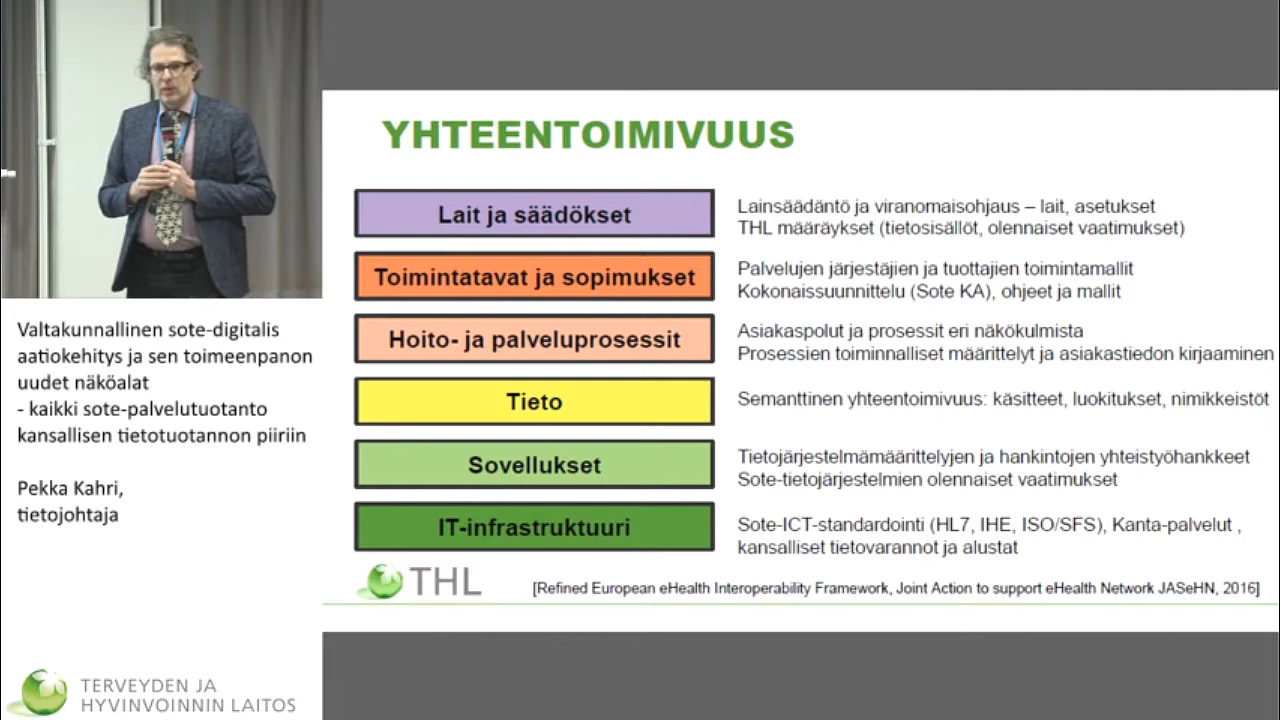 Valtakunnallinen sote-digitalis
aatiokehitys ja sen toimeenpanon
uudet näköalat
- kaikki sote-palvelutuotanto
kansallisen tietotuotannon piiriin
Pekka Kahri,
tietojohtaja
TERVEYDEN JA
HYVINVOINNIN LAITOS
YHTEENTOIMIVUUS
Lait ja säädökset
Lainsäädäntö ja viranomaisohjaus – lait, asetukset
THL määräykset (tietosisällöt, olennaiset vaatimukset)
Toimintatavat ja sopimukset
Palvelujen järjestäjien ja tuottajien toimintamallit
Kokonaissuunnittelu (Sote KA), ohjeet ja mallit
Hoito- ja palveluprosessit
Asiakaspolut ja prosessit eri näkökulmista
Prosessien toiminnalliset määrittelyt ja asiakastiedon kirjaaminen
Tieto
Semanttinen yhteentoimivuus: käsitteet, luokitukset, nimikkeistöt
Sovellukset
Tietojärjestelmämäärittelyjen ja hankintojen yhteistyöhankkeet
Sote-tietojärjestelmien olennaiset vaatimukset
IT-infrastruktuuri
Sote-ICT-standardointi (HL7, IHE, ISO/SFS), Kanta-palvelut ,
kansalliset tietovarannot ja alustat
THL
[Refined European eHealth Interoperability Framework, Joint Action to support eHealth Network JASeHN, 2016]